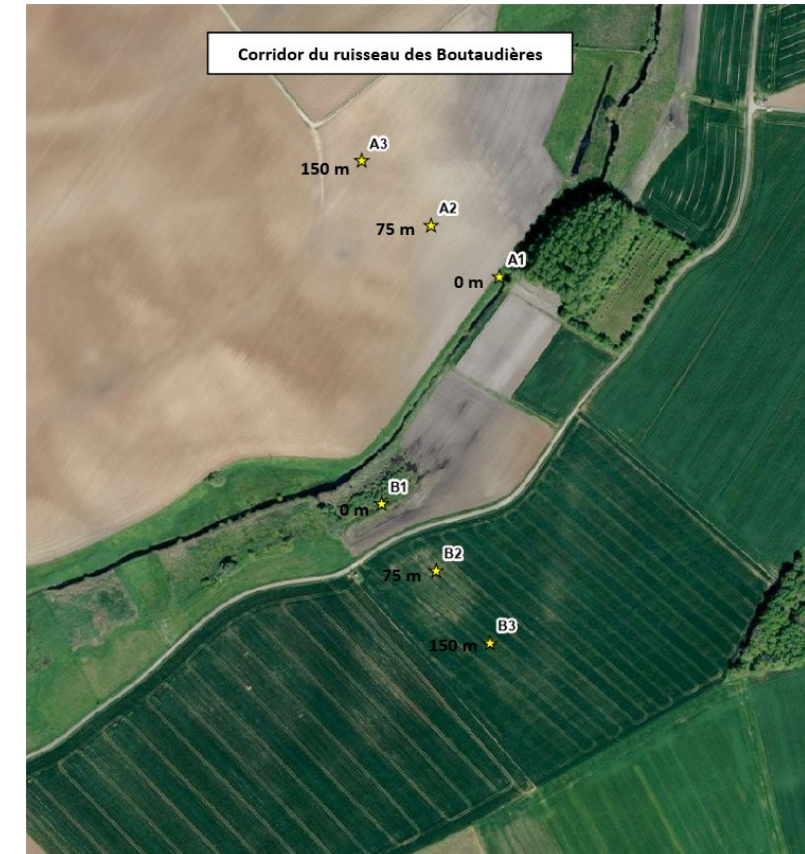 Corridor du ruisseau des Boutaudières
A3
150 m
A2
75 m
A1
0 m
B1
0 m
B2
75 m
B3
150 m